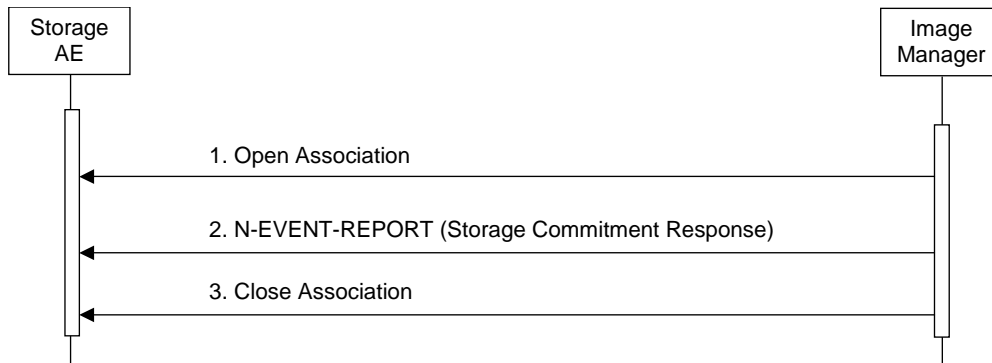 Storage
AE
Image
Manager
1. Open Association
2. N-EVENT-REPORT (Storage Commitment Response)
3. Close Association